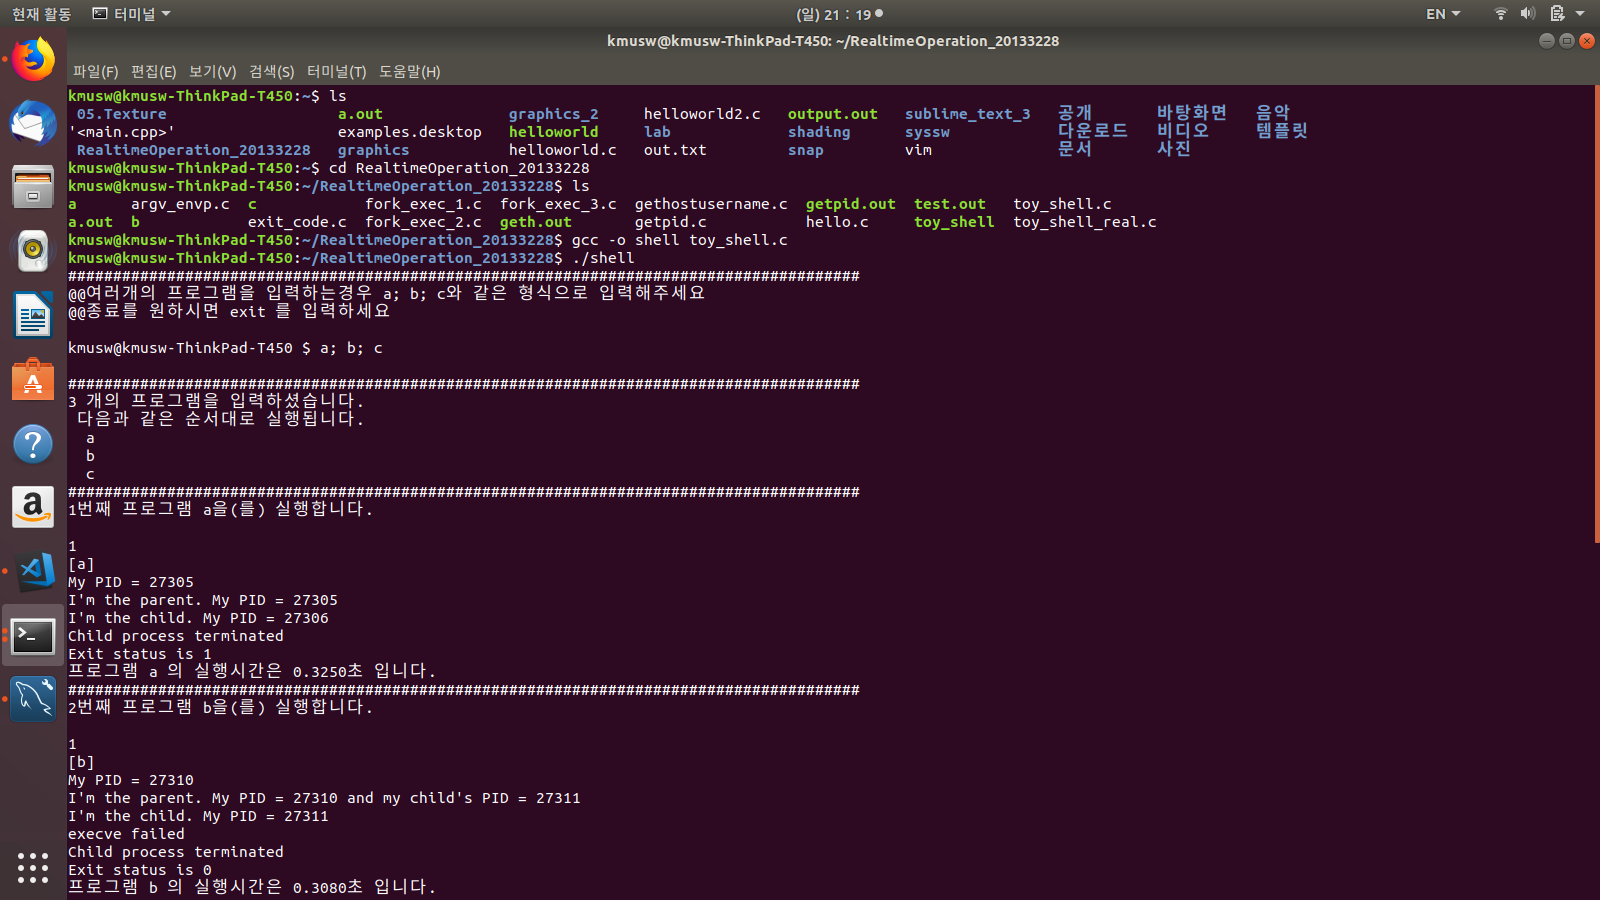 현재 활동 터미널 (일) 21 : 19 EN
kmusw@kmusw-ThinkPad-T450: ~/RealtimeOperation_20133228
파일(F) 편집(E) 보기(V) 검색(S) 터미널(T) 도움말(H)
kmusw@kmusw-ThinkPad-T450:~$ ls
05.Texture a.out graphics_2 helloworld2.c output.out sublime_text_3 공개 바탕화면 음악
'<main.cpp>' examples.desktop helloworld lab shading syssw 다운로드 비디오 템플릿
RealtimeOperation_20133228 graphics helloworld.c out.txt snap vim 문서 사진
kmusw@kmusw-ThinkPad-T450:~$ cd RealtimeOperation_20133228
kmusw@kmusw-ThinkPad-T450:~/RealtimeOperation_20133228$ ls
a argv_envp.c c fork_exec_1.c fork_exec_3.c gethostusername.c getpid.out test.out toy_shell.c
a.out b exit_code.c fork_exec_2.c geth.out getpid.c hello.c toy_shell toy_shell_real.c
kmusw@kmusw-ThinkPad-T450:~/RealtimeOperation_20133228$ gcc -o shell toy_shell.c
kmusw@kmusw-ThinkPad-T450:~/RealtimeOperation_20133228$ ./shell
########################################################################################
@@여러개의 프로그램을 입력하는경우 a; b; c와 같은 형식으로 입력해주세요
@@종료를 원하시면 exit 를 입력하세요
kmusw@kmusw-ThinkPad-T450 $ a; b; c
########################################################################################
3 개의 프로그램을 입력하셨습니다.
다음과 같은 순서대로 실행됩니다.
a
b
c
########################################################################################
1번째 프로그램 a을(를) 실행합니다.
1
[a]
My PID = 27305
I'm the parent. My PID = 27305
I'm the child. My PID = 27306
Child process terminated
Exit status is 1
프로그램 a 의 실행시간은 0.3250초 입니다.
########################################################################################
2번째 프로그램 b을(를) 실행합니다.
1
[b]
My PID = 27310
I'm the parent. My PID = 27310 and my child's PID = 27311
I'm the child. My PID = 27311
execve failed
Child process terminated
Exit status is 0
프로그램 b 의 실행시간은 0.3080초 입니다.